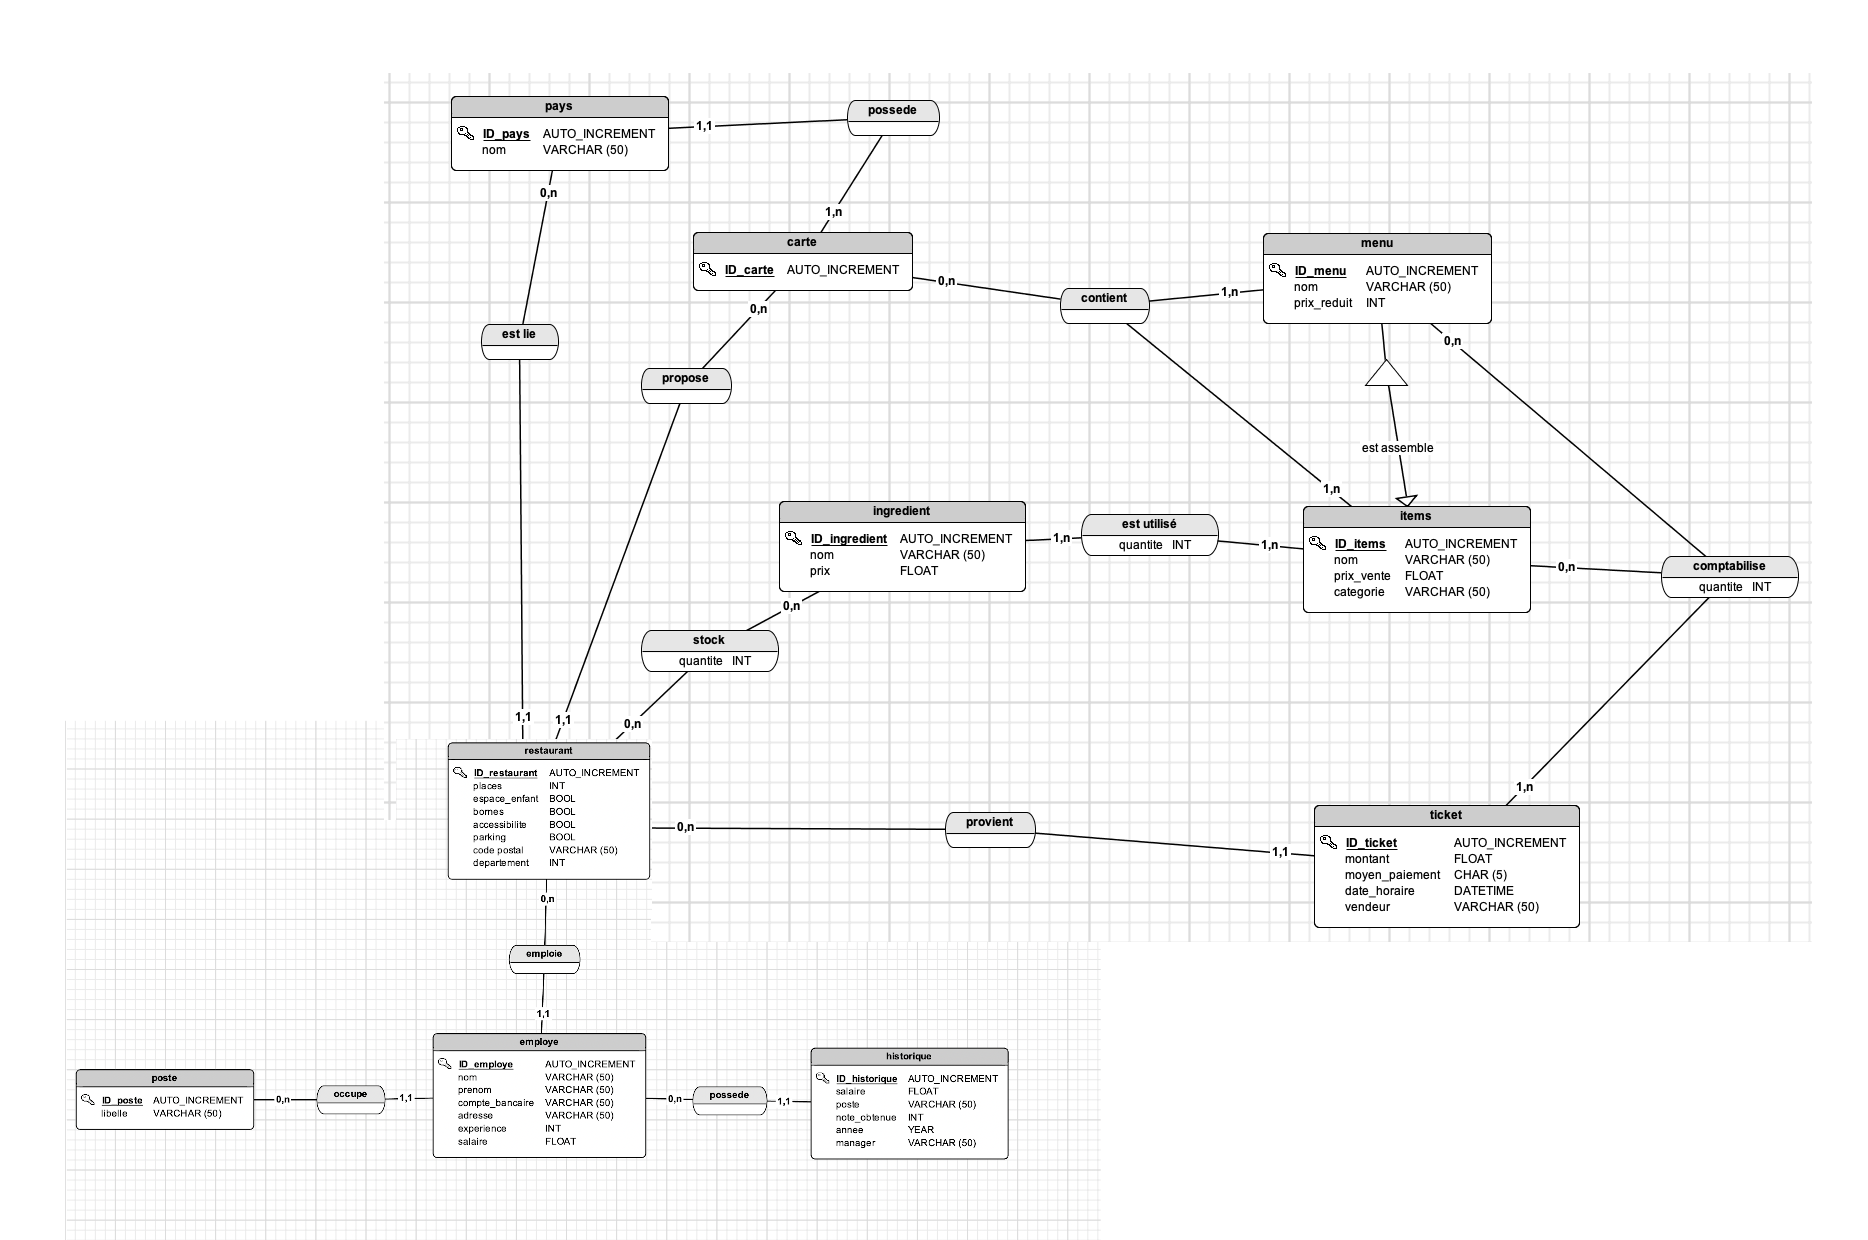 pays
ID_pays AUTO_INCREMENT
nom VARCHAR (50)
possede
1,1
0,n
1,n
carte
ID_carte AUTO_INCREMENT
menu
ID_menu AUTO_INCREMENT
nom VARCHAR (50)
prix_reduit INT
0,n
contient
1,n
0,n
est lie
0,n
propose
est assemble
1,n
ingredient
ID_ingredient AUTO_INCREMENT
nom VARCHAR (50)
prix FLOAT
1,n
est utilisé
quantite INT
1,n
items
ID_items AUTO_INCREMENT
nom VARCHAR (50)
prix_vente FLOAT
categorie VARCHAR (50)
0,n
comptabilise
quantite INT
0,n
stock
quantite INT
1,1
1,1
0,n
restaurant
ID_restaurant AUTO_INCREMENT
places INT
espace_enfant BOOL
bornes BOOL
accessibilite BOOL
parking BOOL
code postal VARCHAR (50)
departement INT
0,n
provient
1,1
1,n
ticket
ID_ticket AUTO_INCREMENT
montant FLOAT
moyen_paiement CHAR (5)
date_horaire DATETIME
vendeur VARCHAR (50)
0,n
emploie
1,1
employe
ID_employe AUTO_INCREMENT
nom VARCHAR (50)
prenom VARCHAR (50)
compte_bancaire VARCHAR (50)
adresse VARCHAR (50)
experience INT
salaire FLOAT
poste
ID_poste AUTO_INCREMENT
libelle VARCHAR (50)
0,n
occupe
1,1
0,n
possede
1,1
historique
ID_historique AUTO_INCREMENT
salaire FLOAT
poste VARCHAR (50)
note_obtenue INT
annee YEAR
manager VARCHAR (50)